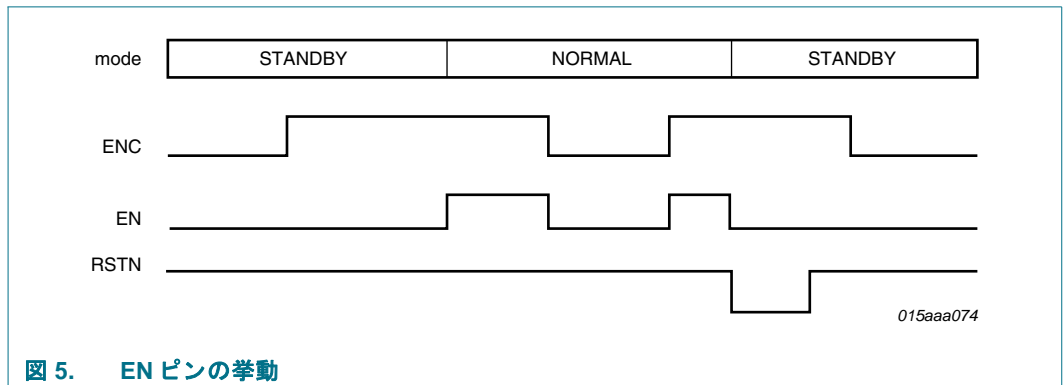 mode STANDBY NORMAL STANDBY
ENC
EN
RSTN
015aaa074
図 5. EN ピンの挙動